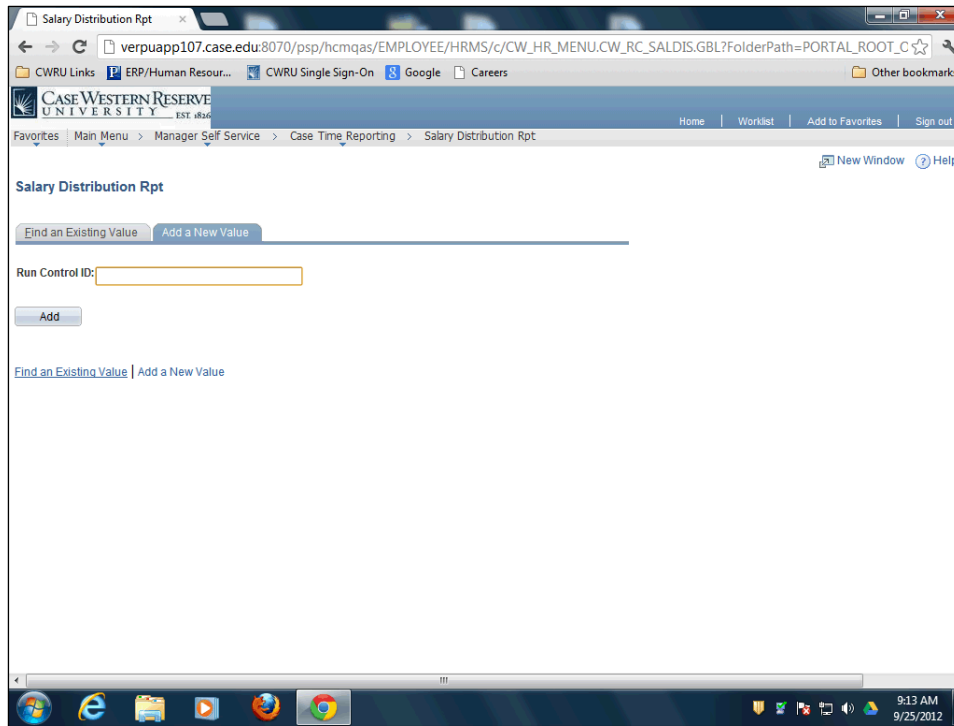 Salary Distribution Rpt
verpuapp107.case.edu:8070/psp/hcmqas/EMPLOYEE/HRMS/c/CW_HR_MENU.CW_RC_SALDIS.GBL?FolderPath=PORTAL_ROOT_O
CWRU Links ERP/Human Resour... CWRU Single Sign-On Google Careers Other bookmark
CASE WESTERN RESERVE
UNIVERSITY EST. 1826
Home | Worklist | Add to Favorites | Sign out
Favorites Main Menu > Manager Self Service > Case Time Reporting > Salary Distribution Rpt
New Window Help
Salary Distribution Rpt
Find an Existing Value Add a New Value
Run Control ID:
Add
Find an Existing Value | Add a New Value
9:13 AM
9/25/2012